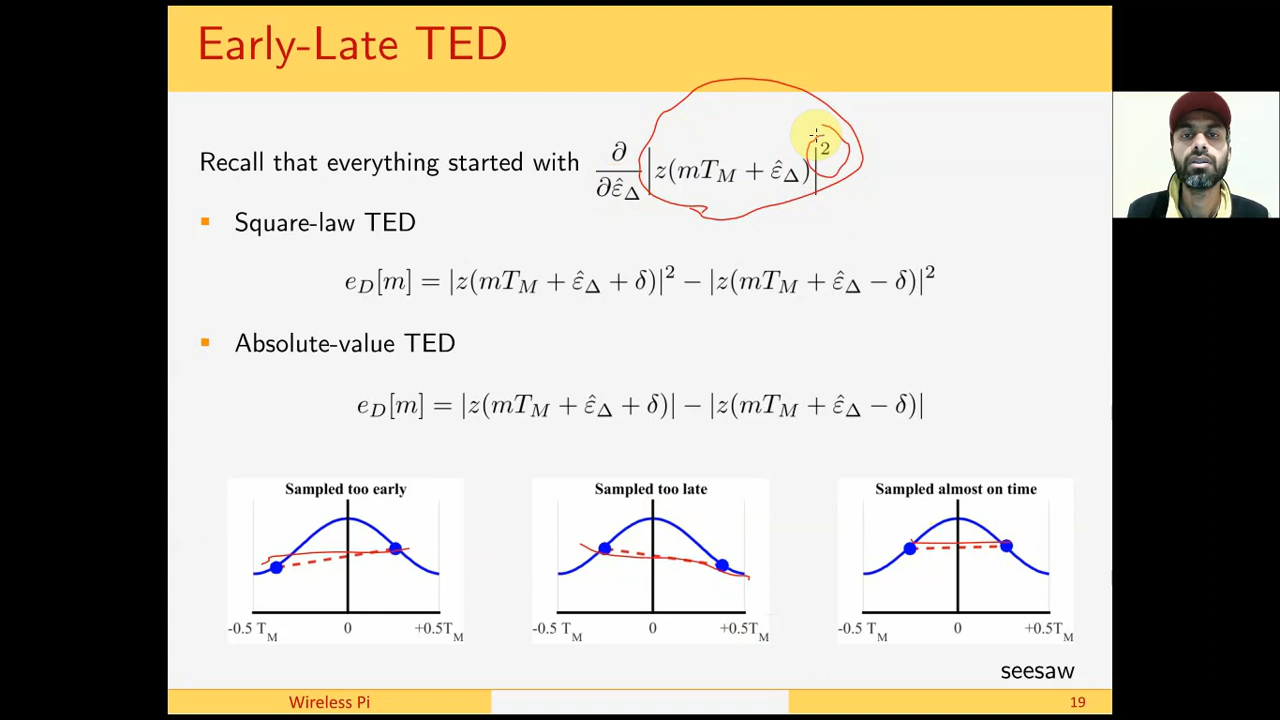 Early-Late TED
Recall that everything started with ∂/∂ε̂_Δ |z(mT_M + ε̂_Δ)|²
▪ Square-law TED
e_D[m] = |z(mT_M + ε̂_Δ + δ)|² − |z(mT_M + ε̂_Δ − δ)|²
▪ Absolute-value TED
e_D[m] = |z(mT_M + ε̂_Δ + δ)| − |z(mT_M + ε̂_Δ − δ)|
Sampled too early
-0.5 T_M 0 +0.5T_M
Sampled too late
-0.5 T_M 0 +0.5T_M
Sampled almost on time
-0.5 T_M 0 +0.5T_M
seesaw
Wireless Pi 19